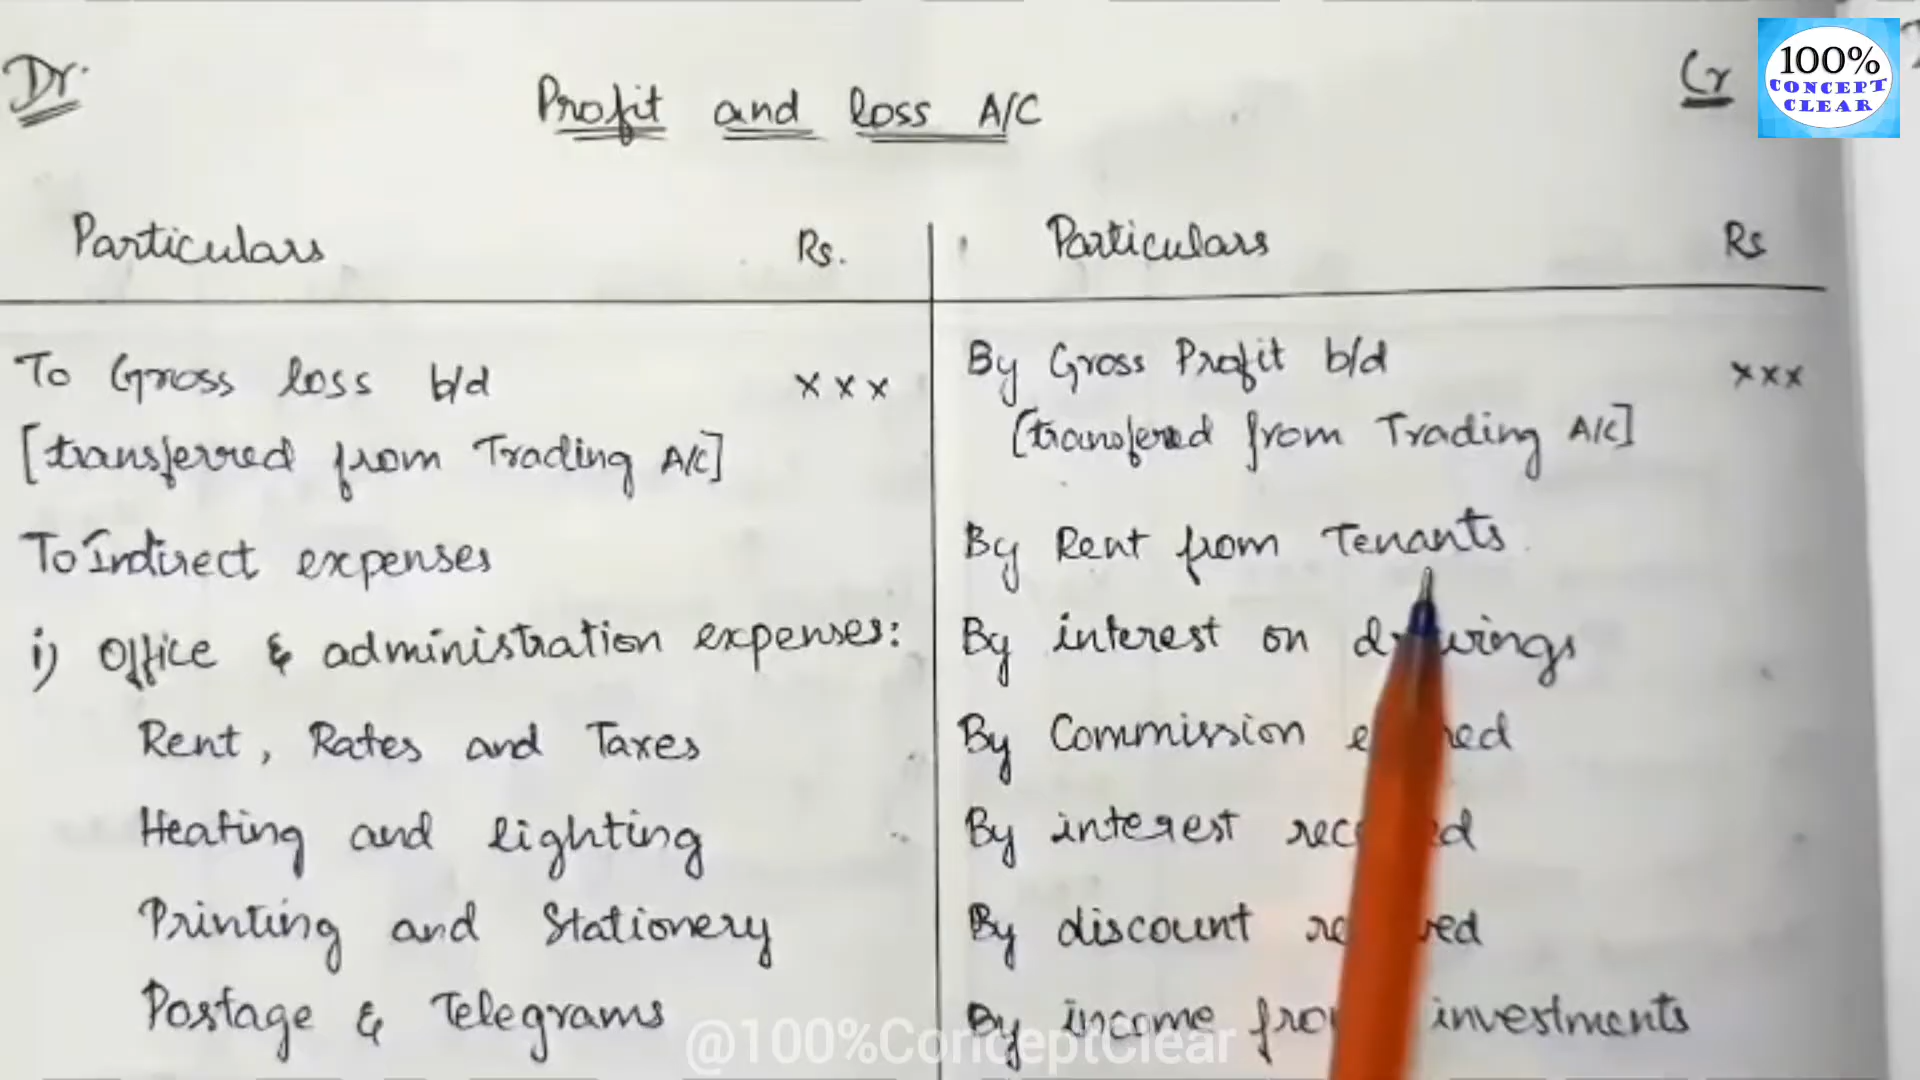 Dr.
Profit and loss A/C
Cr
100%
CONCEPT
CLEAR
Particulars Rs.
To Gross loss b/d xxx
[transferred from Trading A/C]
To Indirect expenses
i) Office & administration expenses:
Rent, Rates and Taxes
Heating and lighting
Printing and Stationery
Postage & Telegrams
Particulars Rs
By Gross Profit b/d xxx
[transfered from Trading A/C]
By Rent from Tenants
By interest on
By Commission
By interest
By discount
By income investments
@100%ConceptClear